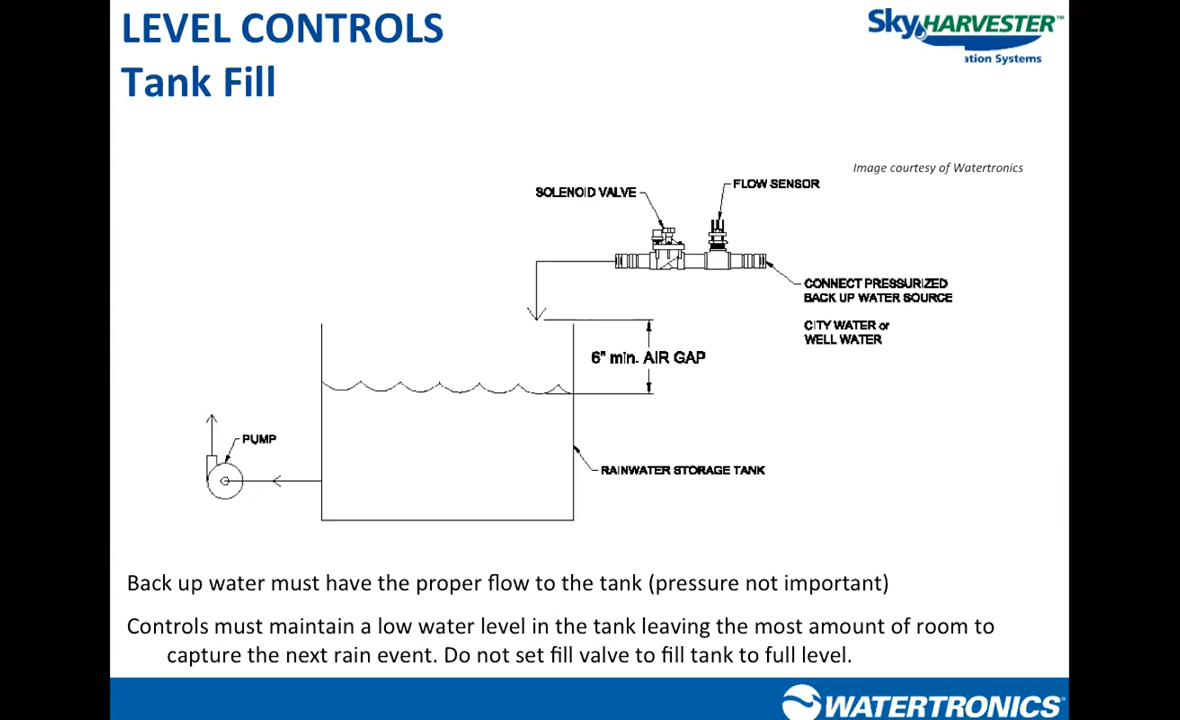 LEVEL CONTROLS
Tank Fill
SkyHARVESTER™
ation Systems
Image courtesy of Watertronics
SOLENOID VALVE
FLOW SENSOR
CONNECT PRESSURIZED
BACK UP WATER SOURCE
CITY WATER or
WELL WATER
6" min. AIR GAP
PUMP
RAINWATER STORAGE TANK
Back up water must have the proper flow to the tank (pressure not important)
Controls must maintain a low water level in the tank leaving the most amount of room to
capture the next rain event. Do not set fill valve to fill tank to full level.
WATERTRONICS®